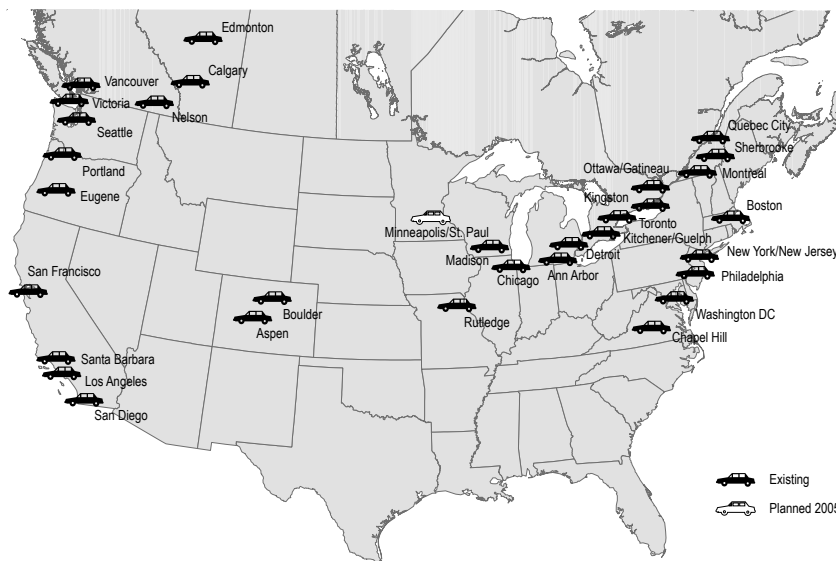 Edmonton
Calgary
Vancouver
Victoria
Nelson
Seattle
Portland
Eugene
Quebec City
Sherbrooke
Ottawa/Gatineau
Montreal
Kingston
Boston
Toronto
Minneapolis/St. Paul
Kitchener/Guelph
Madison
Detroit
New York/New Jersey
Chicago
Ann Arbor
Philadelphia
San Francisco
Boulder
Aspen
Rutledge
Washington DC
Chapel Hill
Santa Barbara
Los Angeles
San Diego
Existing
Planned 2005